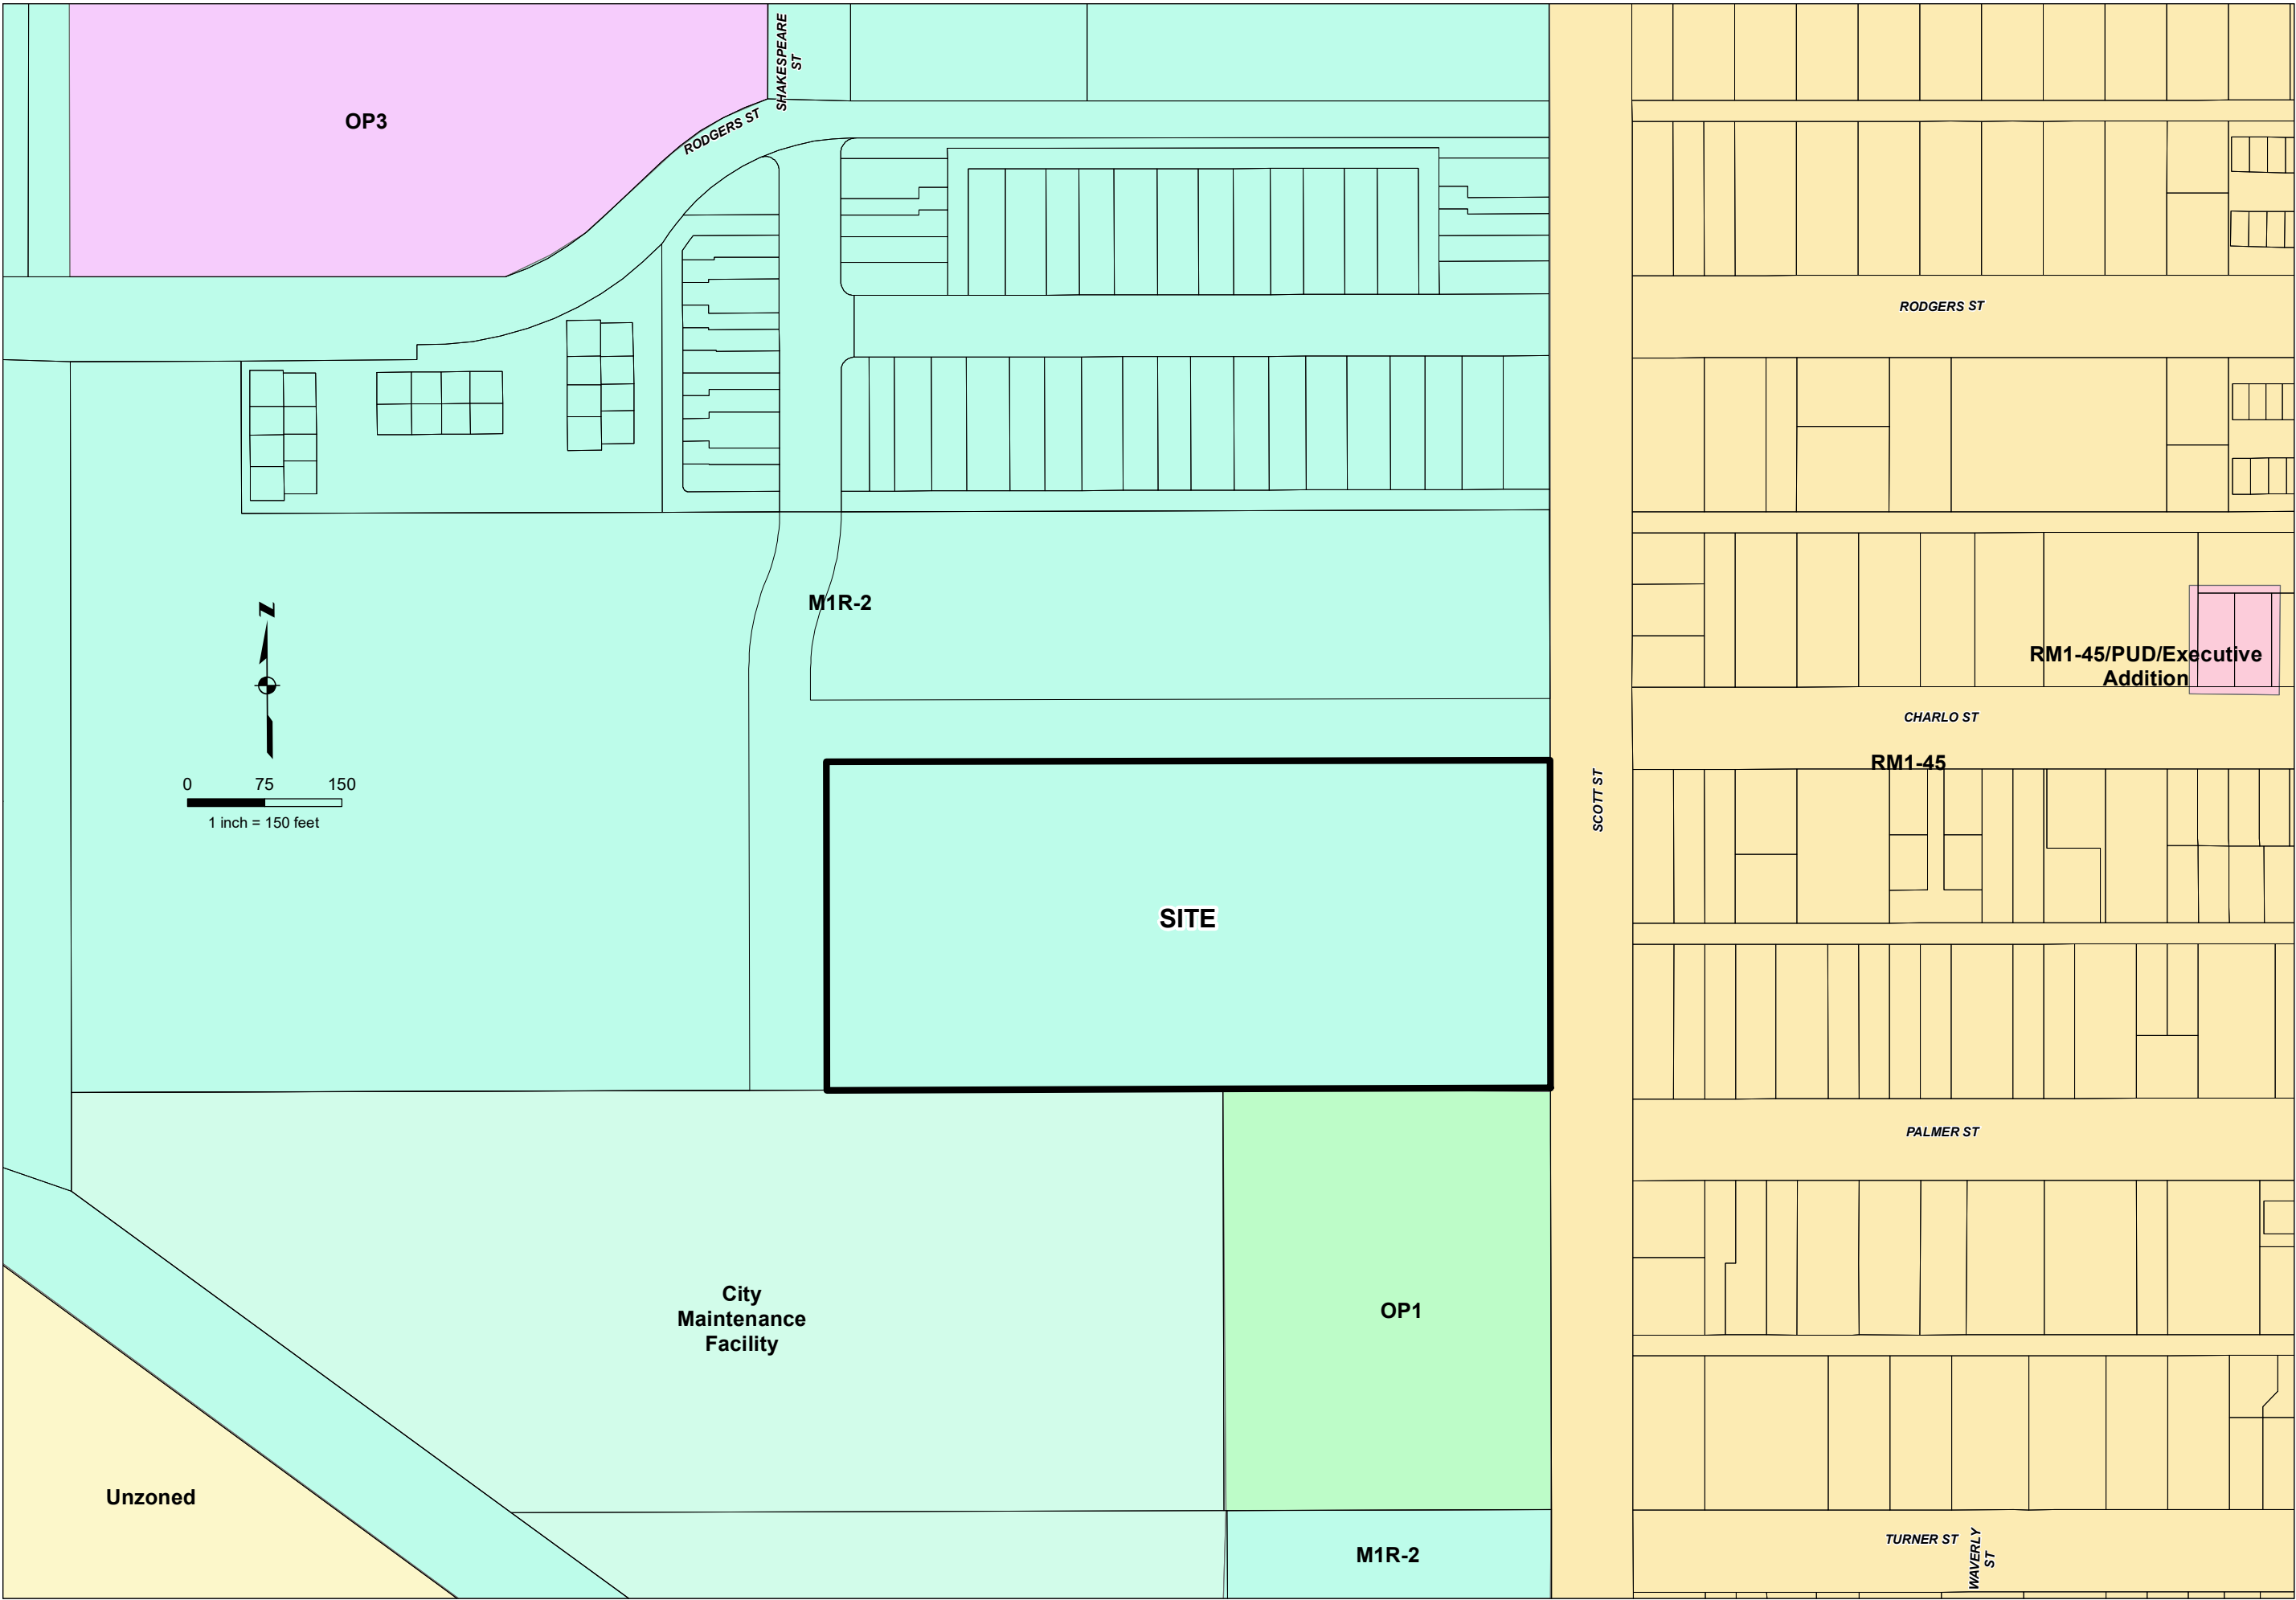 SHAKESPEARE
ST
OP3
RODGERS ST
RODGERS ST
M1R-2
N
RM1-45/PUD/Executive
Addition
CHARLO ST
RM1-45
0 75 150
1 inch = 150 feet
SCOTT ST
SITE
PALMER ST
City
Maintenance
Facility
OP1
Unzoned
TURNER ST
WAVERLY
ST
M1R-2